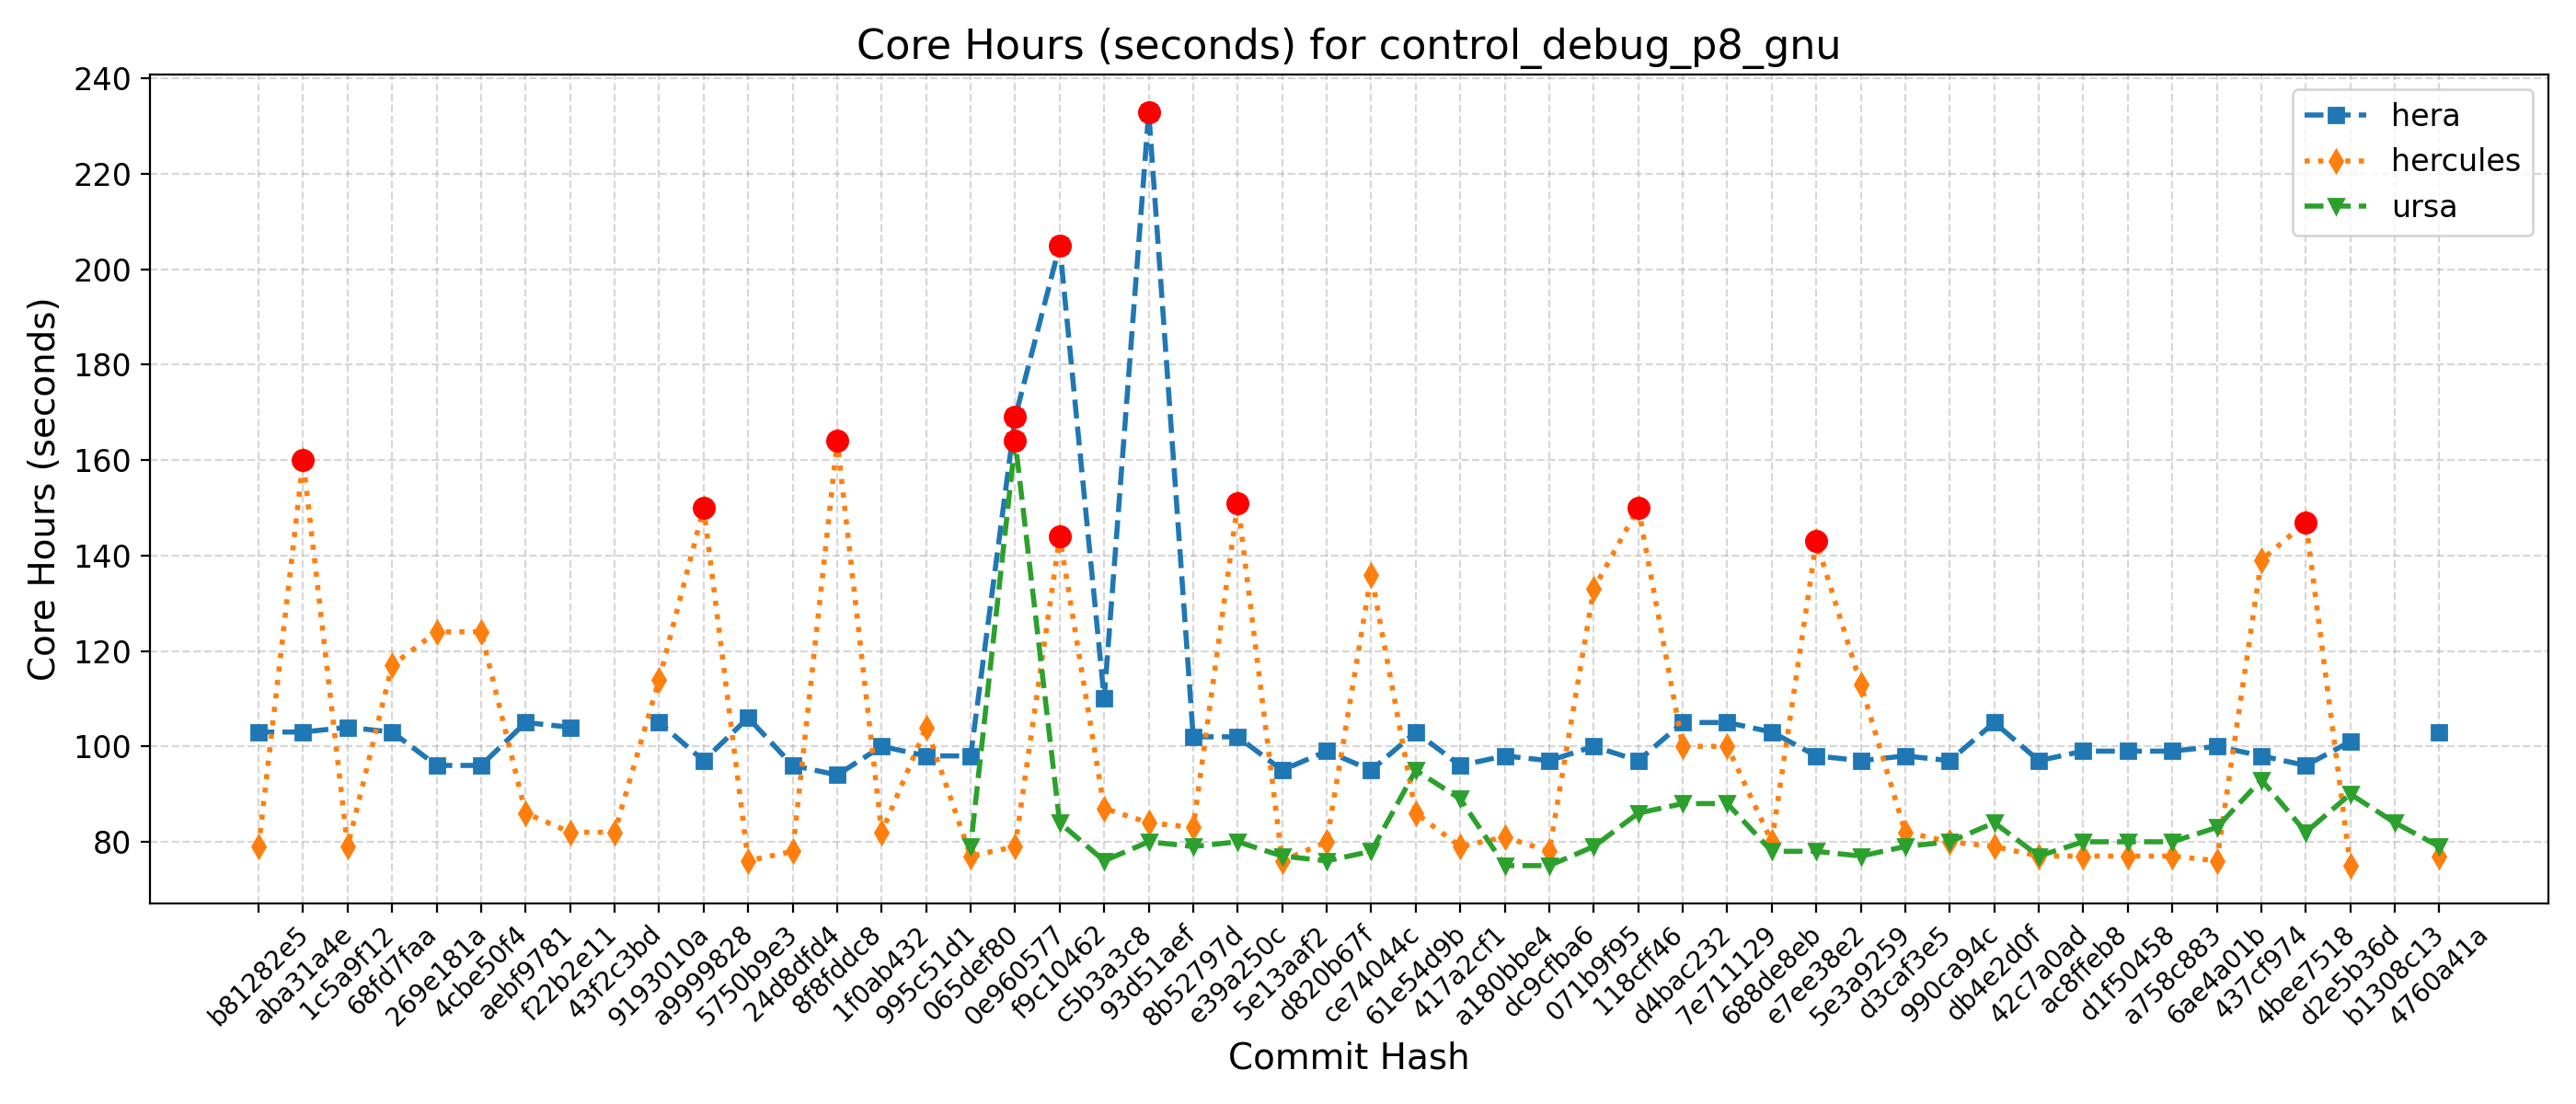 Core Hours (seconds) for control_debug_p8_gnu
Core Hours (seconds)
240
220
200
180
160
140
120
100
80
hera
hercules
ursa
b81282e5
aba31a4e
1c5a9f12
68fd7faa
269e181a
4cbe50f4
aebf9781
f22b2e11
43f2c3bd
9193010a
a9999828
5750b9e3
24d8dfd4
8f8fddc8
1f0ab432
995c51d1
065def80
0e960577
f9c10462
c5b3a3c8
93d51aef
8b52797d
e39a250c
5e13aaf2
d820b67f
ce74044c
61e54d9b
417a2cf1
a180bbe4
dc9cfba6
071b9f95
118cff46
d4bac232
7e711129
688de8eb
e7ee38e2
5e3a9259
d3caf3e5
990ca94c
db4e2d0f
42c7a0ad
ac8ffeb8
d1f50458
a758c883
6ae4a01b
437cf974
4bee7518
d2e5b36d
b1308c13
4760a41a
Commit Hash